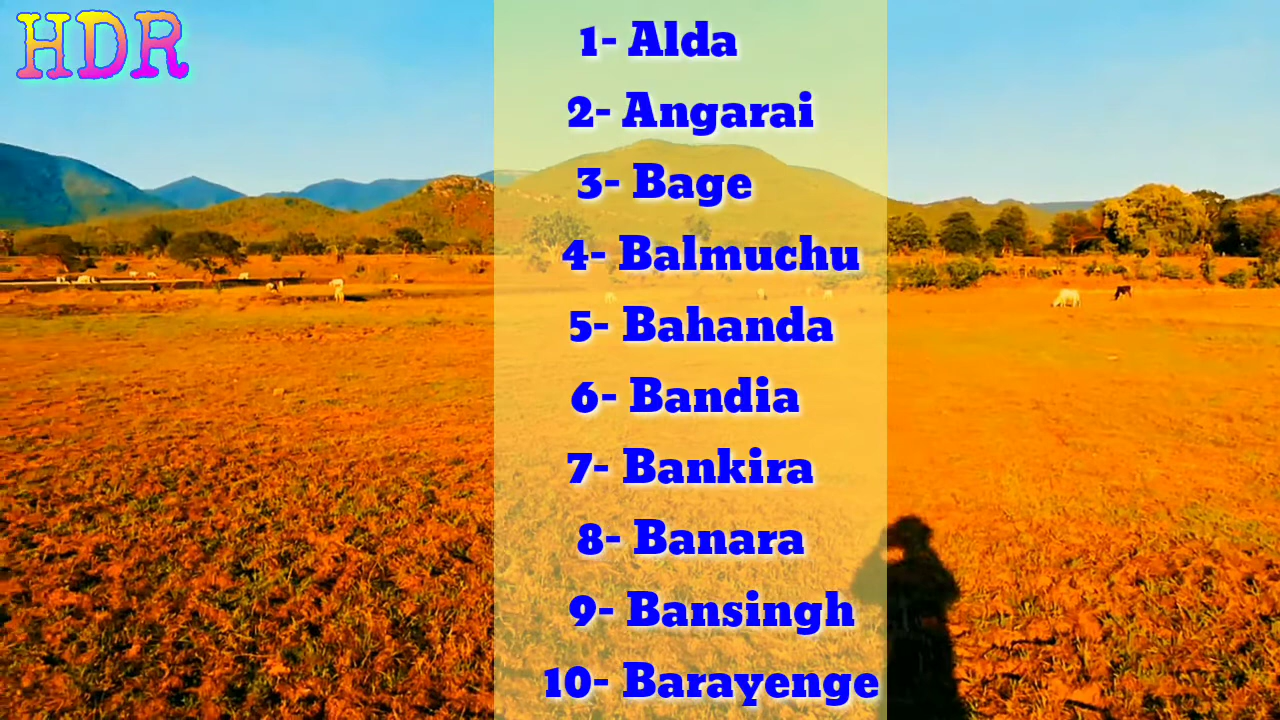 HDR
1- Alda
2- Angarai
3- Bage
4- Balmuchu
5- Bahanda
6- Bandia
7- Bankira
8- Banara
9- Bansingh
10- Barayenge